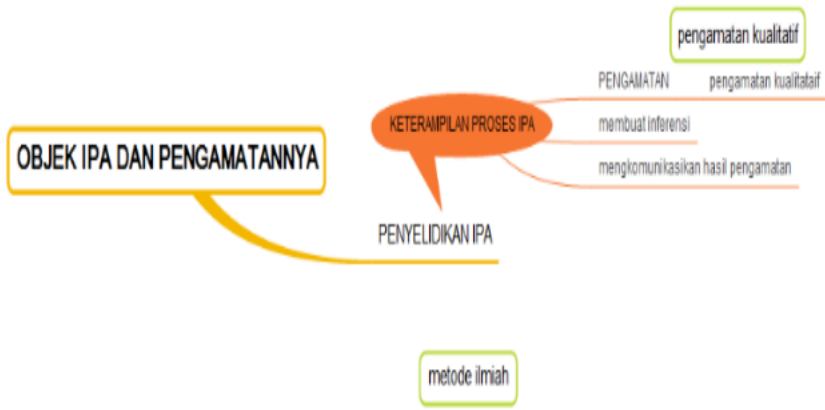 pengamatan kualitatif
PENGAMATAN pengamatan kualitataif
KETERAMPILAN PROSES IPA
membuat inferensi
OBJEK IPA DAN PENGAMATANNYA
mengkomunikasikan hasil pengamatan
PENYELIDIKAN IPA
metode ilmiah